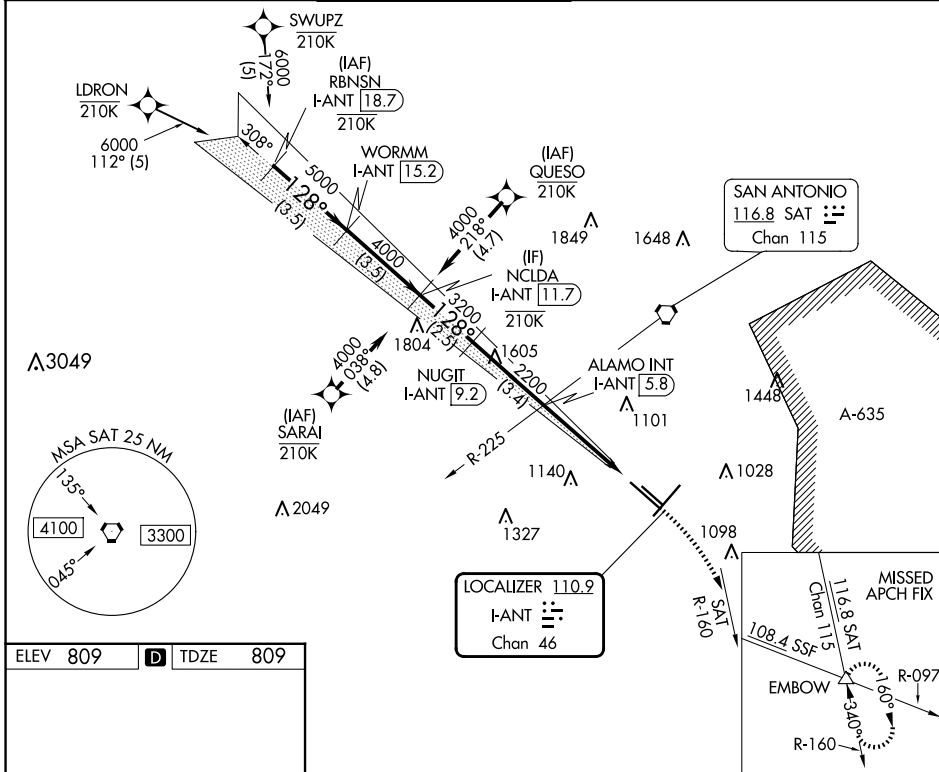 SWUPZ
210K
6000
172°
(5)
(IAF)
RBNSN
I-ANT 18.7
210K
LDRON
210K
6000
112° (5)
308°
5000
128°
(3.5)
WORMM
I-ANT 15.2
4000
(3.5)
(IAF)
QUESO
210K
4000
218°
(4.7)
1849
1648
SAN ANTONIO
116.8 SAT
Chan 115
(IF)
NCLDA
I-ANT 11.7
210K
3200
128°
(2.5)
1804
1605
NUGIT
I-ANT 9.2
2200
(3.4)
ALAMO INT
I-ANT 5.8
1101
1448
A-635
3049
4000
038°
(4.8)
(IAF)
SARAI
210K
R-225
1140
1028
MSA SAT 25 NM
135°
4100
3300
045°
2049
1327
1098
LOCALIZER 110.9
I-ANT
Chan 46
SAT
R-160
MISSED
APCH FIX
116.8 SAT
Chan 115
108.4 SSF
EMBOW
R-097
160°
340°
R-160
ELEV 809 D TDZE 809